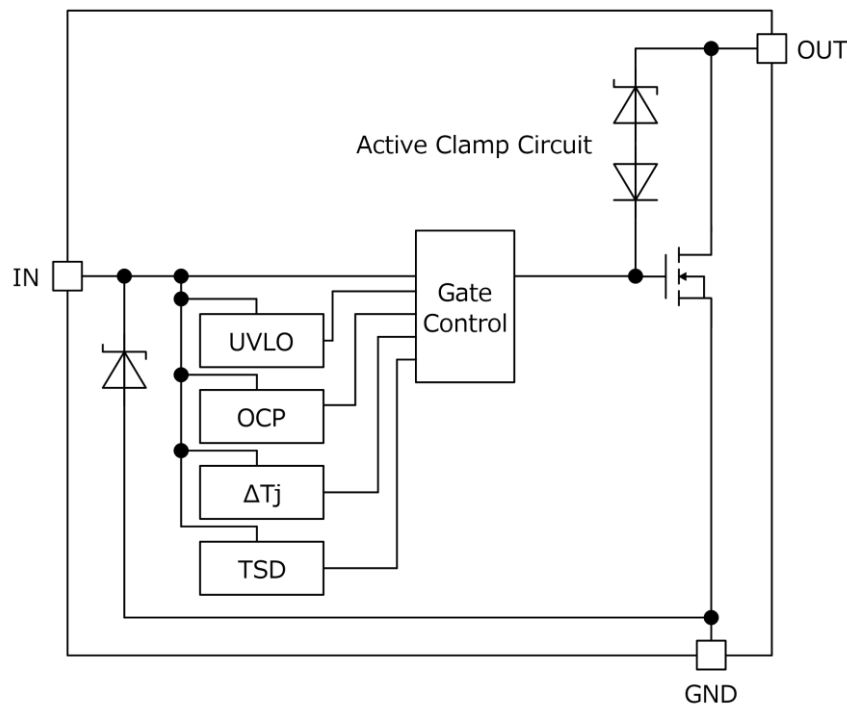 OUT
Active Clamp Circuit
IN
Gate
Control
UVLO
OCP
ΔTj
TSD
GND